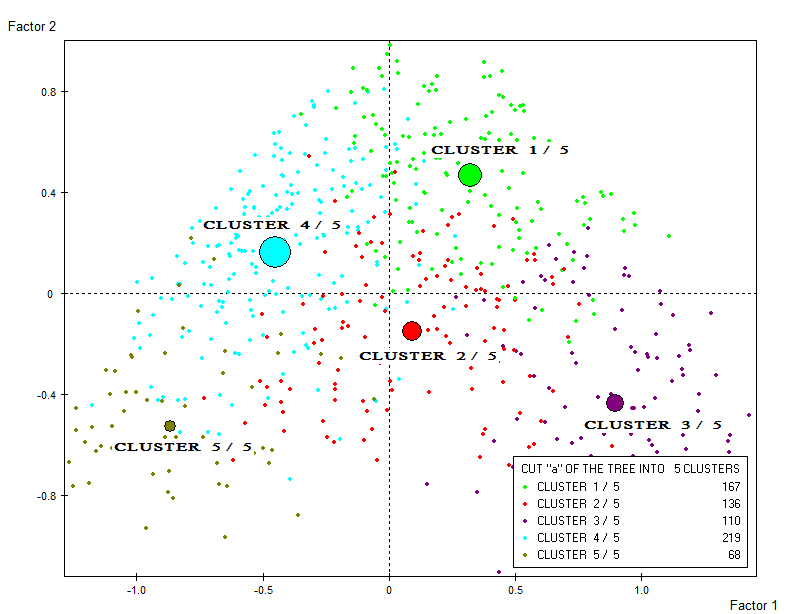 Factor 2
0.8
CLUSTER 1 / 5
0.4
CLUSTER 4 / 5
0
CLUSTER 2 / 5
-0.4
CLUSTER 3 / 5
CLUSTER 5 / 5
CUT "a" OF THE TREE INTO 5 CLUSTERS
CLUSTER 1 / 5 167
CLUSTER 2 / 5 136
CLUSTER 3 / 5 110
CLUSTER 4 / 5 219
CLUSTER 5 / 5 68
-0.8
-1.0 -0.5 0 0.5 1.0
Factor 1